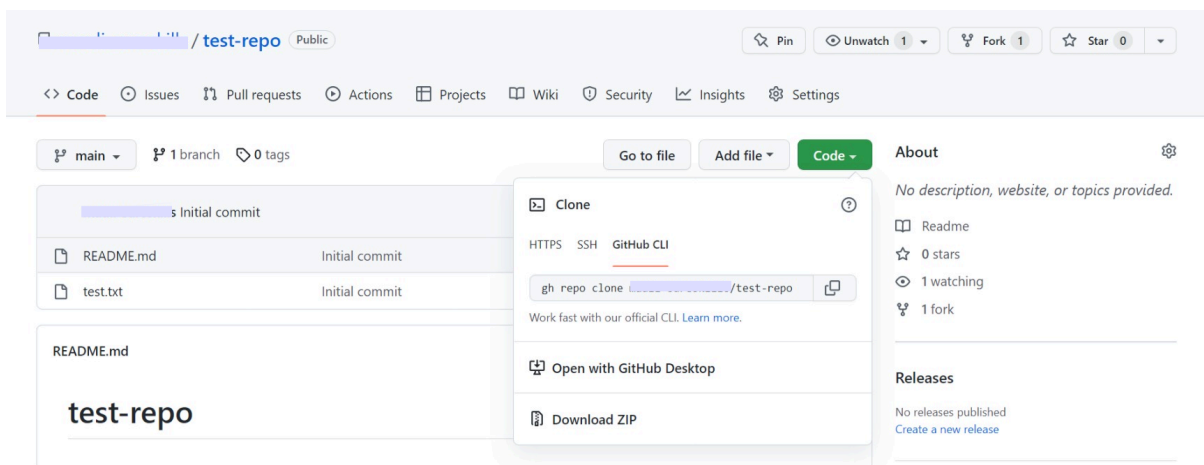 / test-repo Public
Pin
Unwatch 1
Fork 1
Star 0
<> Code
Issues
Pull requests
Actions
Projects
Wiki
Security
Insights
Settings
main
1 branch
0 tags
Go to file
Add file
Code
s Initial commit
README.md Initial commit
test.txt Initial commit
README.md
test-repo
Clone
HTTPS SSH GitHub CLI
gh repo clone /test-repo
Work fast with our official CLI. Learn more.
Open with GitHub Desktop
Download ZIP
About
No description, website, or topics provided.
Readme
0 stars
1 watching
1 fork
Releases
No releases published
Create a new release